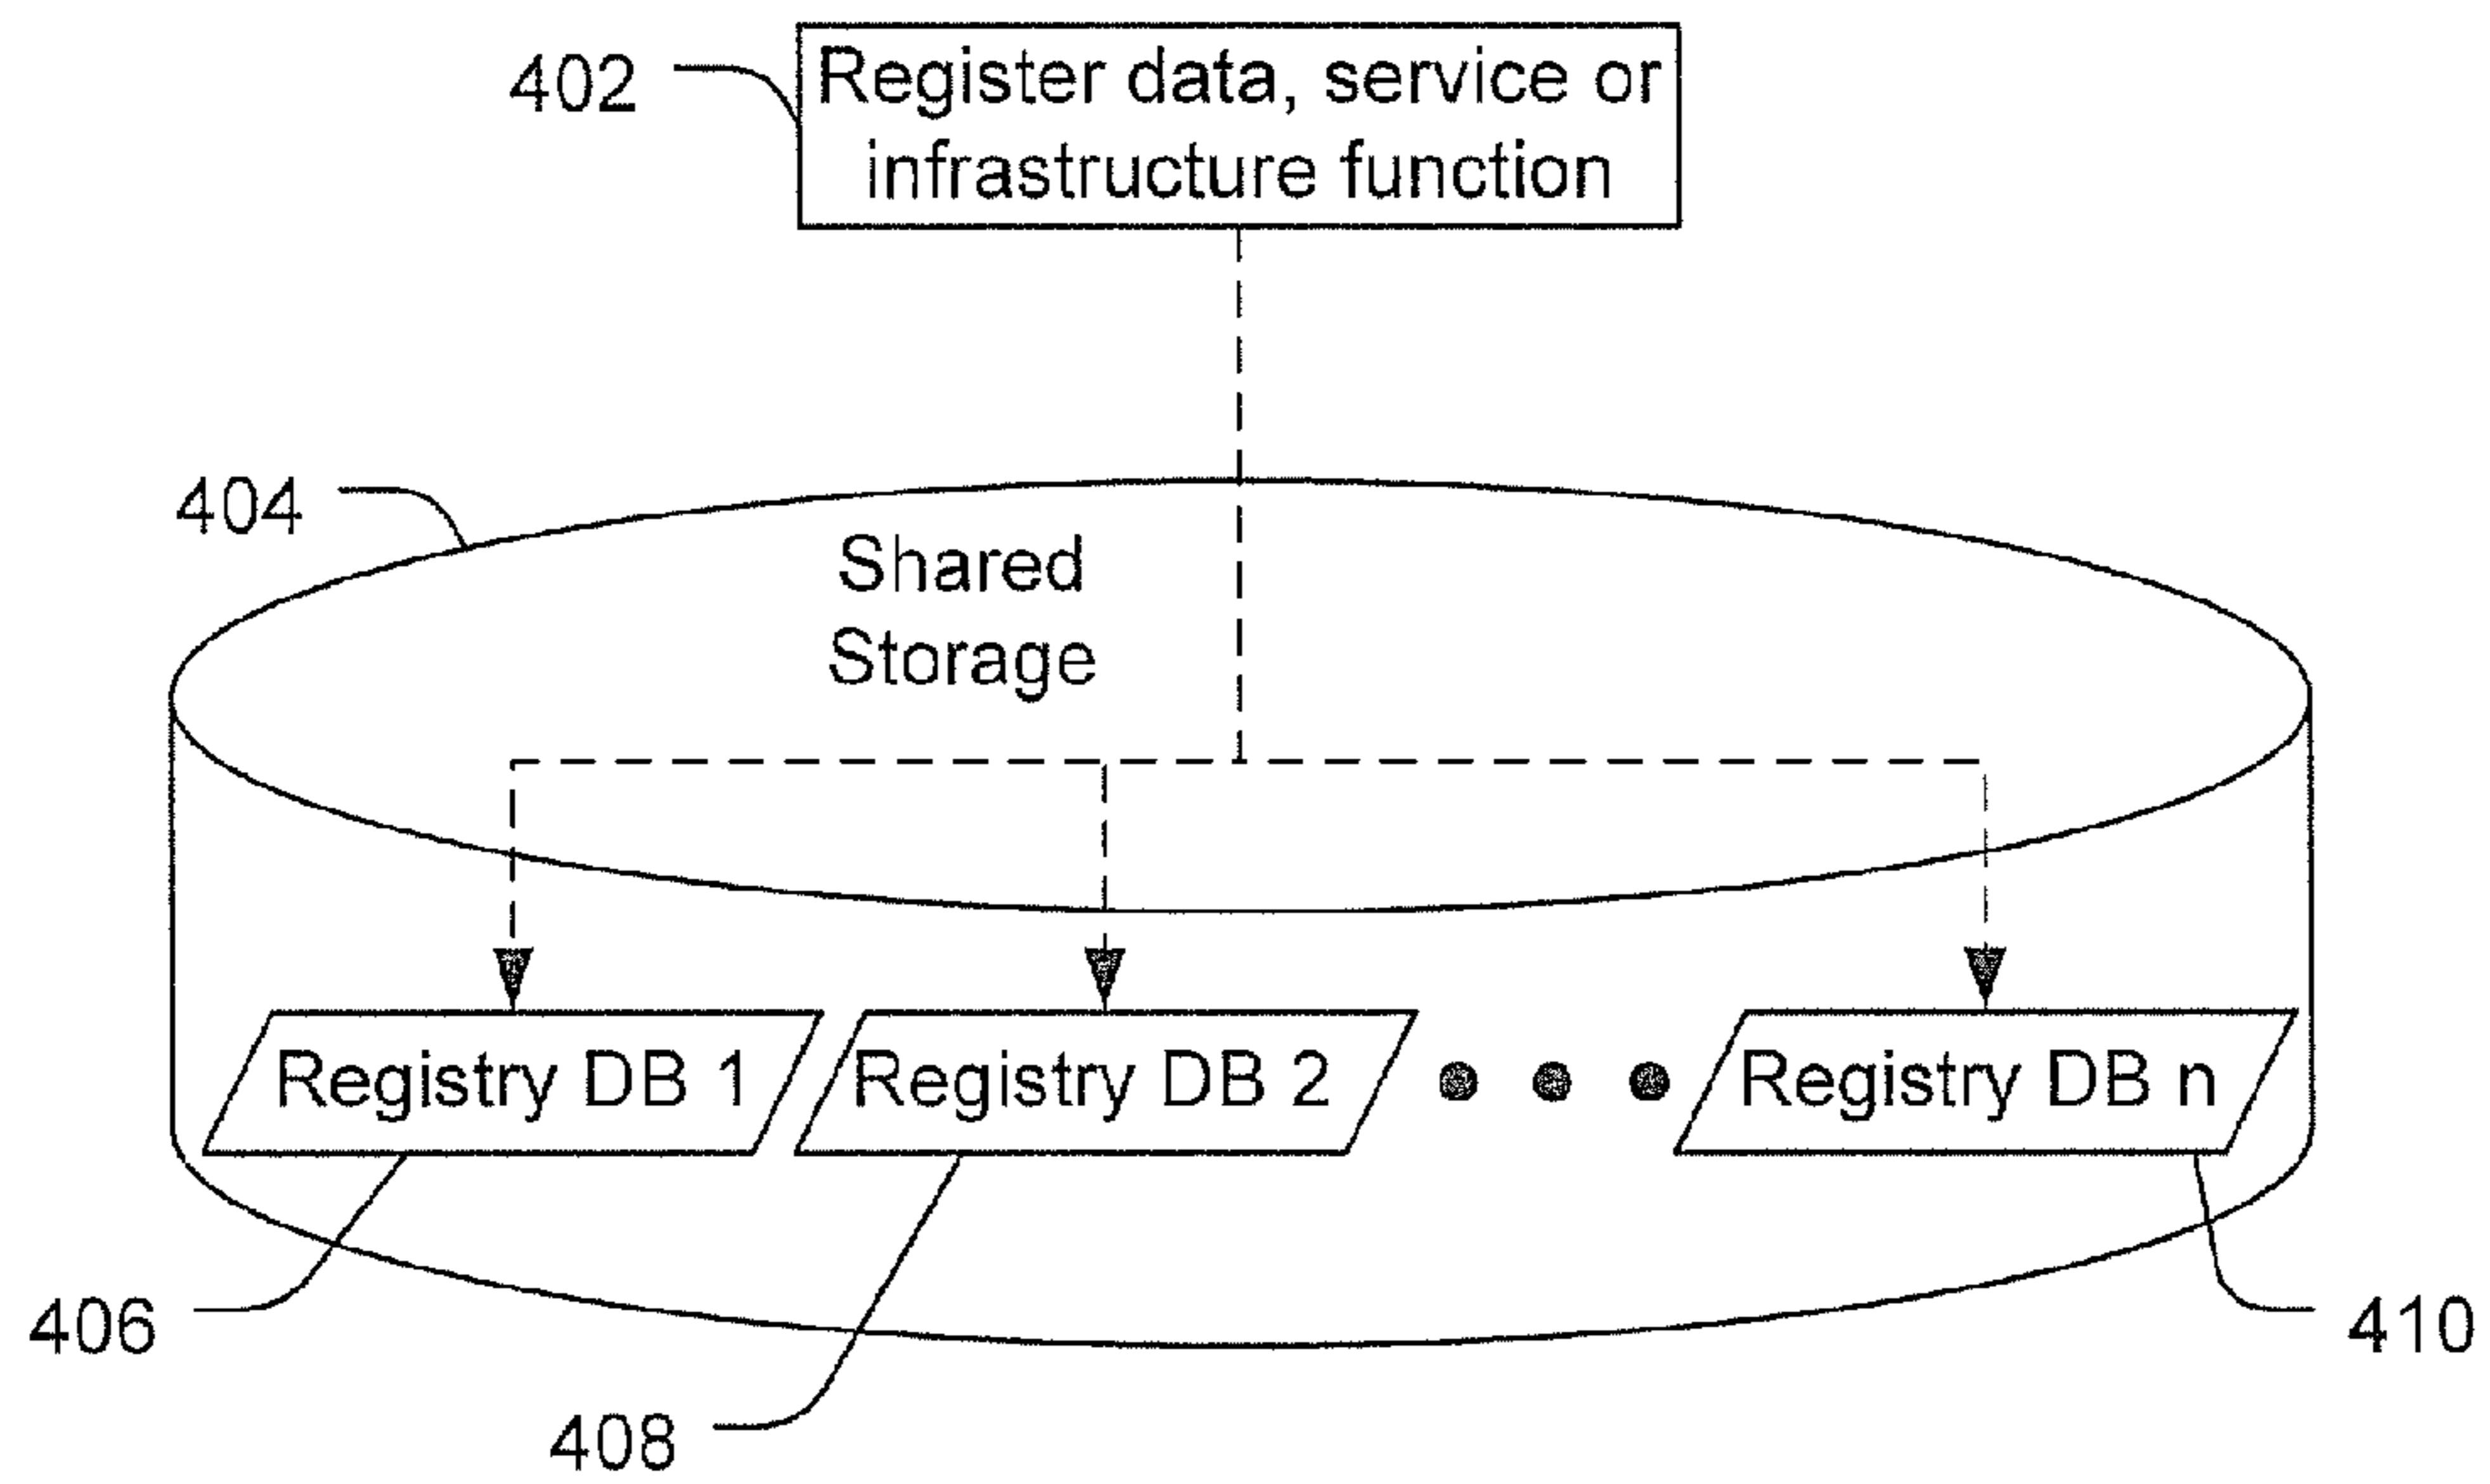 402
Register data, service or
infrastructure function
404
Shared
Storage
Registry DB 1
Registry DB 2
Registry DB n
406
408
410